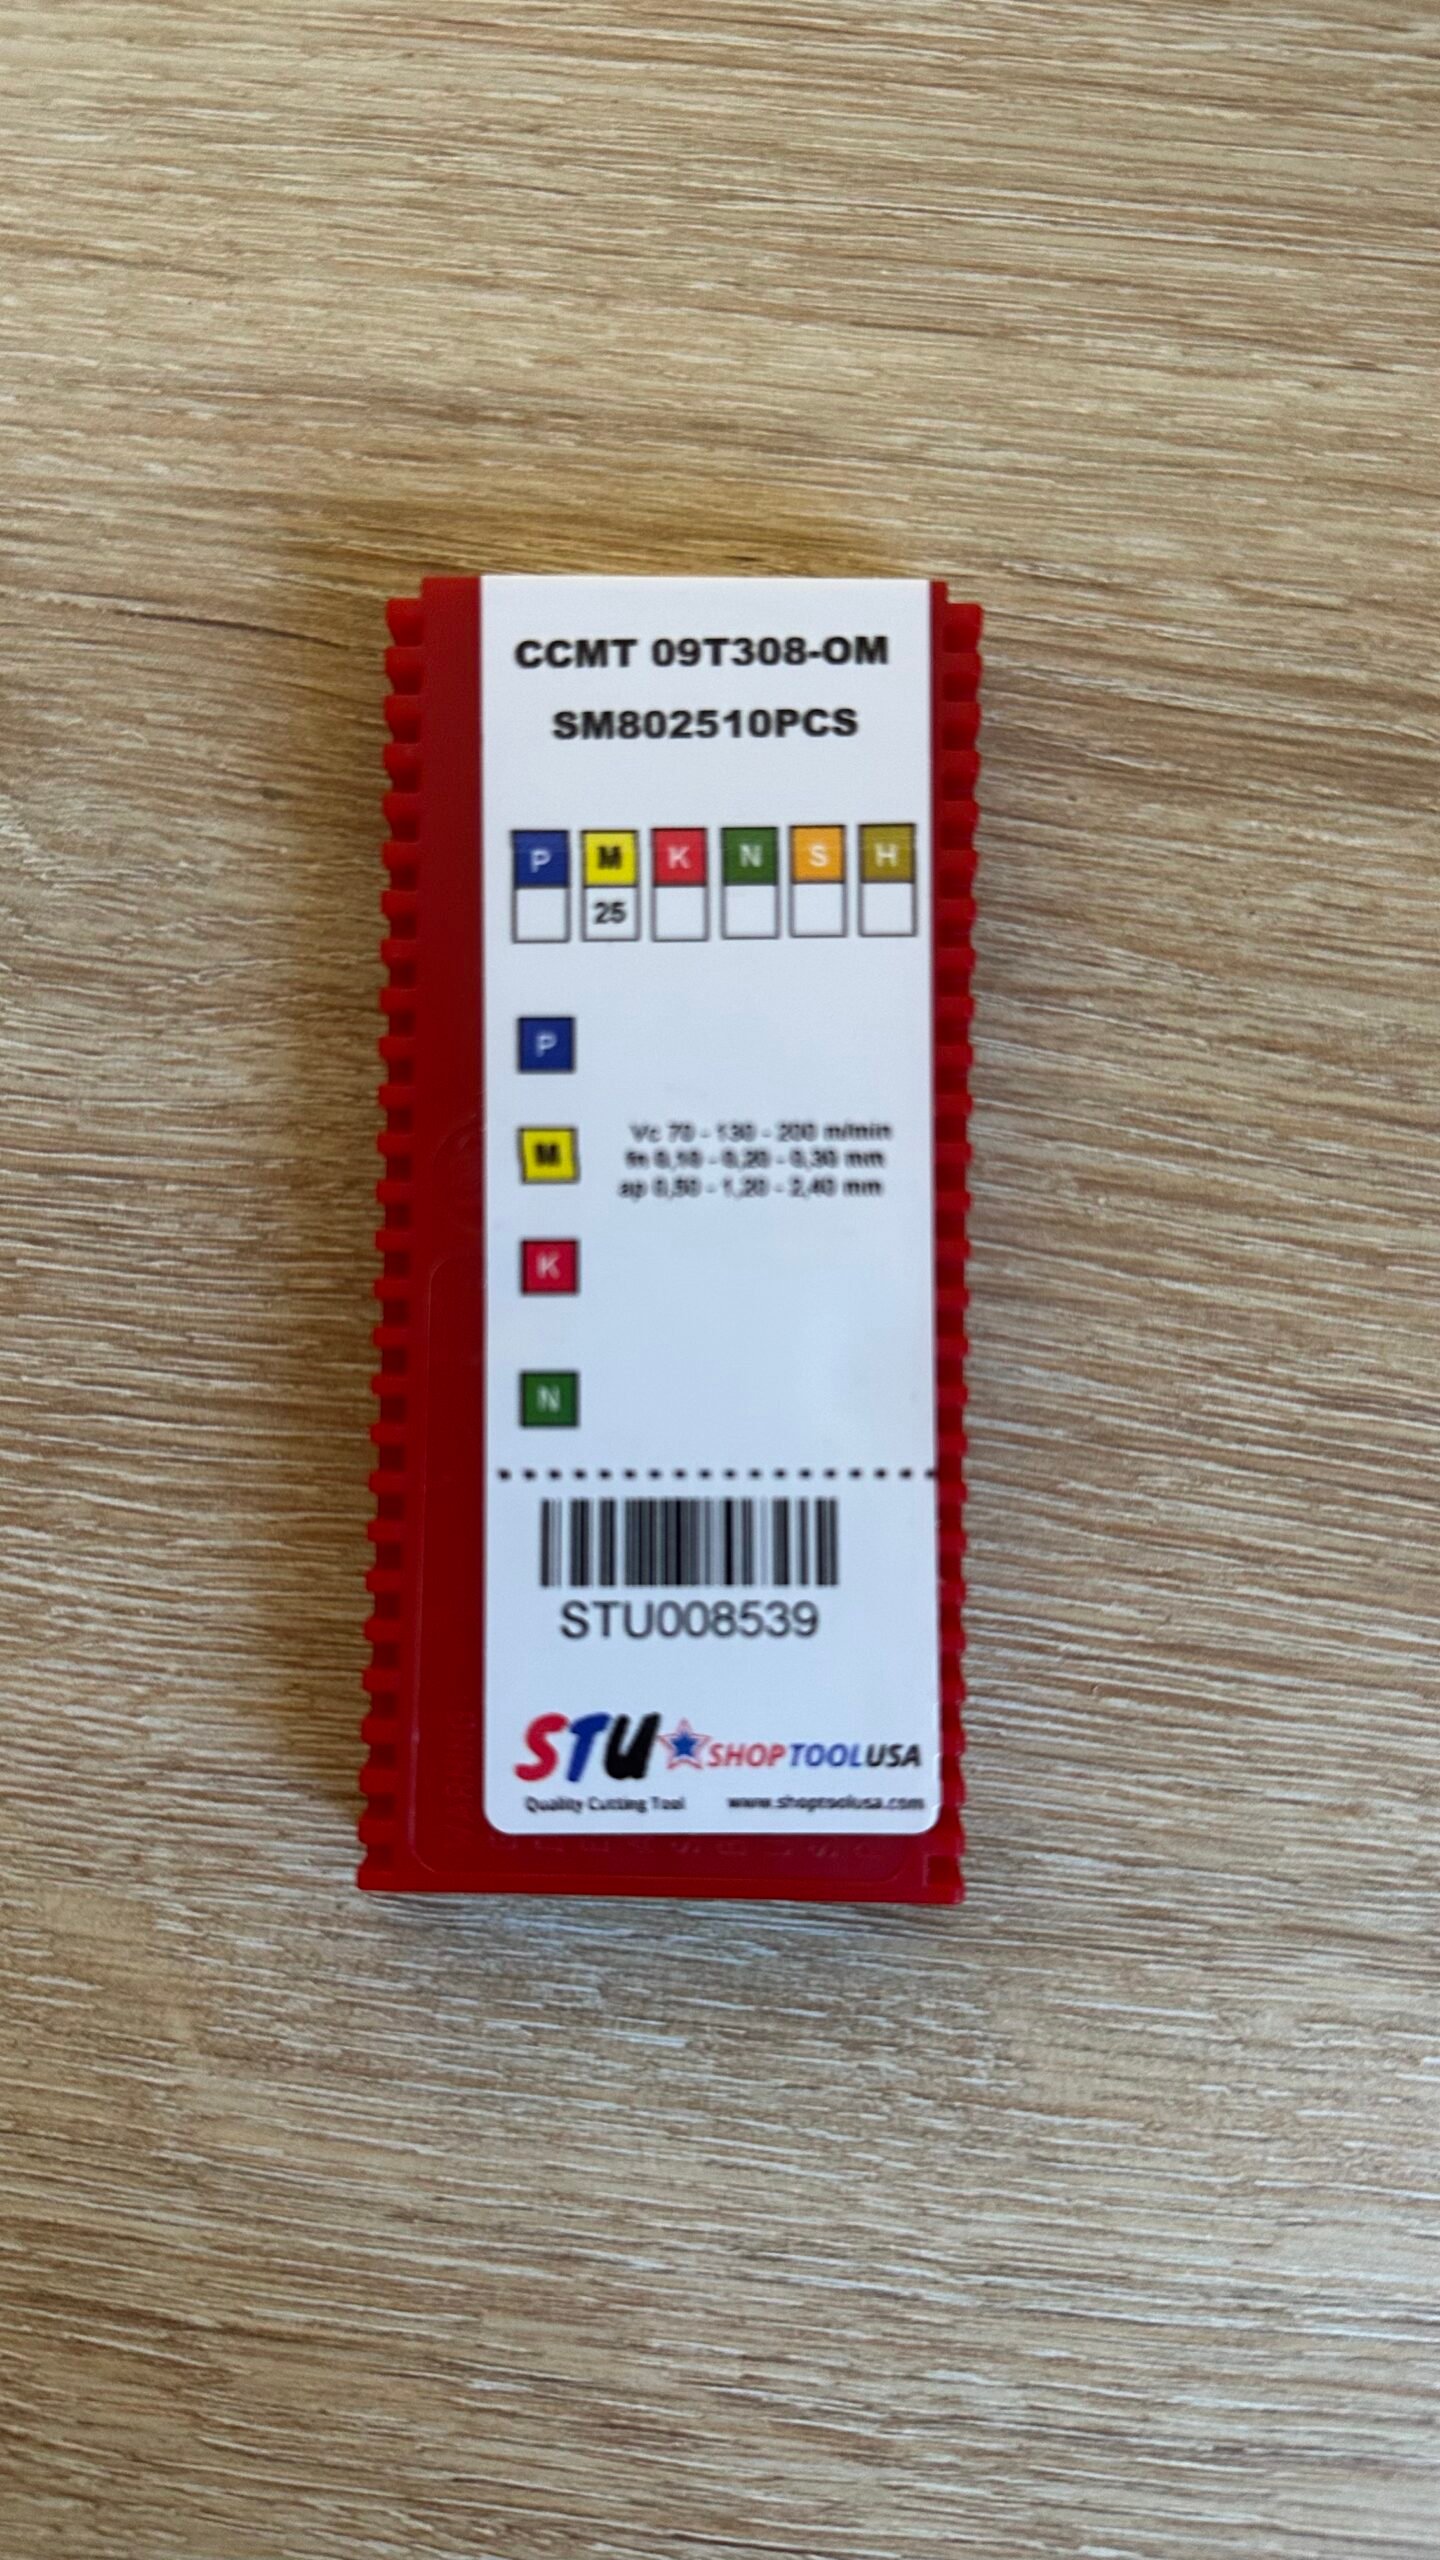 CCMT 09T308-OM
SM802510PCS
P M K N S H
25
P
M
Vc 70 - 130 - 200 m/min
fn 0,10 - 0,20 - 0,30 mm
ap 0,50 - 1,20 - 2,40 mm
K
N
STU008539
STU SHOPTOOLUSA
Quality Cutting Tool www.shoptoolusa.com